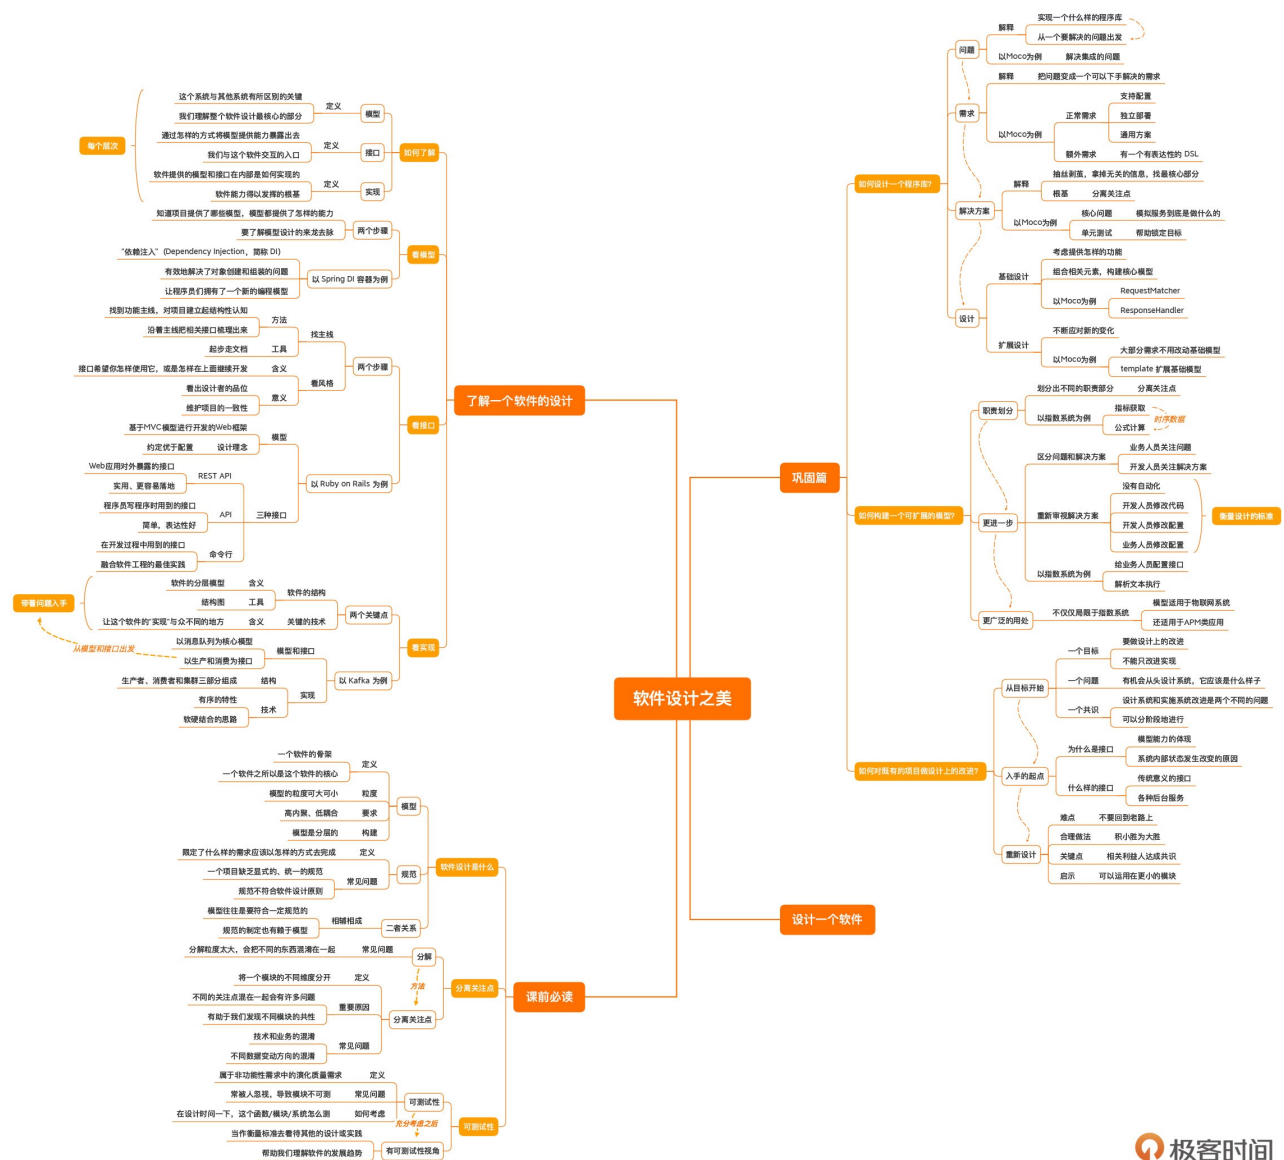 软件设计之美
课前必读
软件设计是什么
模型
定义
一个软件的骨架
一个软件之所以是这个软件的核心
粒度
模型的粒度可大可小
要求
高内聚、低耦合
构建
模型是分层的
规范
定义
限定了什么样的需求应该以怎样的方式去完成
常见问题
一个项目缺乏显式的、统一的规范
规范不符合软件设计原则
二者关系
相辅相成
模型往往是要符合一定规范的
规范的制定也有赖于模型
分离关注点
分解
常见问题
分解粒度太大，会把不同的东西混淆在一起
方法
分离关注点
定义
将一个模块的不同维度分开
重要原因
不同的关注点混在一起会有许多问题
有助于我们发现不同模块的共性
常见问题
技术和业务的混淆
不同数据变动方向的混淆
可测试性
可测试性
定义
属于非功能性需求中的演化质量需求
常见问题
常被人忽视，导致模块不可测
如何考虑
在设计时问一下，这个函数/模块/系统怎么测
充分考虑之后
有可测试性视角
当作衡量标准去看待其他的设计或实践
帮助我们理解软件的发展趋势
了解一个软件的设计
如何了解
模型
定义
这个系统与其他系统有所区别的关键
我们理解整个软件设计最核心的部分
接口
定义
通过怎样的方式将模型提供能力暴露出去
我们与这个软件交互的入口
实现
定义
软件提供的模型和接口在内部是如何实现的
软件能力得以发挥的根基
每个层次
看模型
两个步骤
知道项目提供了哪些模型，模型都提供了怎样的能力
要了解模型设计的来龙去脉
以 Spring DI 容器为例
“依赖注入”（Dependency Injection，简称 DI）
有效地解决了对象创建和组装的问题
让程序员们拥有了一个新的编程模型
看接口
两个步骤
找主线
方法
找到功能主线，对项目建立起结构性认知
沿着主线把相关接口梳理出来
工具
起步走文档
看风格
含义
接口希望你怎样使用它，或是怎样在上面继续开发
意义
看出设计者的品位
维护项目的一致性
以 Ruby on Rails 为例
模型
基于MVC模型进行开发的Web框架
设计理念
约定优于配置
三种接口
REST API
Web应用对外暴露的接口
实用、更容易落地
API
程序员写程序时用到的接口
简单，表达性好
命令行
在开发过程中用到的接口
融合软件工程的最佳实践
看实现
两个关键点
软件的结构
含义
软件的分层模型
工具
结构图
关键的技术
含义
让这个软件的“实现”与众不同的地方
带着问题入手
从模型和接口出发
以 Kafka 为例
模型和接口
以消息队列为核心模型
以生产和消费为接口
实现
结构
生产者、消费者和集群三部分组成
技术
有序的特性
软硬结合的思路
设计一个软件
巩固篇
如何设计一个程序库？
问题
解释
实现一个什么样的程序库
从一个要解决的问题出发
以Moco为例
解决集成的问题
需求
解释
把问题变成一个可以下手解决的需求
以Moco为例
正常需求
支持配置
独立部署
通用方案
额外需求
有一个有表达性的 DSL
解决方案
解释
抽丝剥茧，拿掉无关的信息，找最核心部分
根基
分离关注点
以Moco为例
核心问题
模拟服务到底是做什么的
单元测试
帮助锁定目标
设计
基础设计
考虑提供怎样的功能
组合相关元素，构建核心模型
以Moco为例
RequestMatcher
ResponseHandler
扩展设计
不断应对新的变化
以Moco为例
大部分需求不用改动基础模型
template 扩展基础模型
如何构建一个可扩展的模型？
职责划分
划分出不同的职责部分
分离关注点
以指数系统为例
指标获取
公式计算
时序数据
更进一步
区分问题和解决方案
业务人员关注问题
开发人员关注解决方案
重新审视解决方案
没有自动化
开发人员修改代码
开发人员修改配置
业务人员修改配置
衡量设计的标准
以指数系统为例
给业务人员配置接口
解析文本执行
更广泛的用处
不仅仅局限于指数系统
模型适用于物联网系统
还适用于APM类应用
如何对既有的项目做设计上的改进？
从目标开始
一个目标
要做设计上的改进
不能只改进实现
一个问题
有机会从头设计系统，它应该是什么样子
一个共识
设计系统和实施系统改进是两个不同的问题
可以分阶段地进行
入手的起点
为什么是接口
模型能力的体现
系统内部状态发生改变的原因
什么样的接口
传统意义的接口
各种后台服务
重新设计
难点
不要回到老路上
合理做法
积小胜为大胜
关键点
相关利益人达成共识
启示
可以运用在更小的模块
极客时间